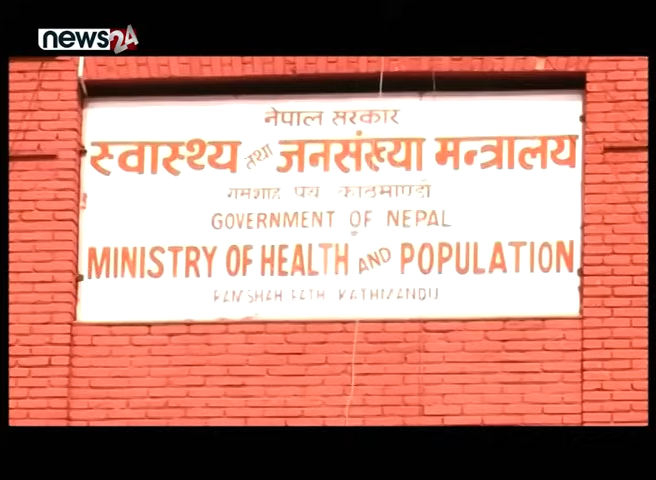 news24
नेपाल सरकार
स्वास्थ्य तथा जनसंख्या मन्त्रालय
रामशाह पथ काठमाण्डौ
GOVERNMENT OF NEPAL
MINISTRY OF HEALTH AND POPULATION
RAMSHAH PATH KATHMANDU